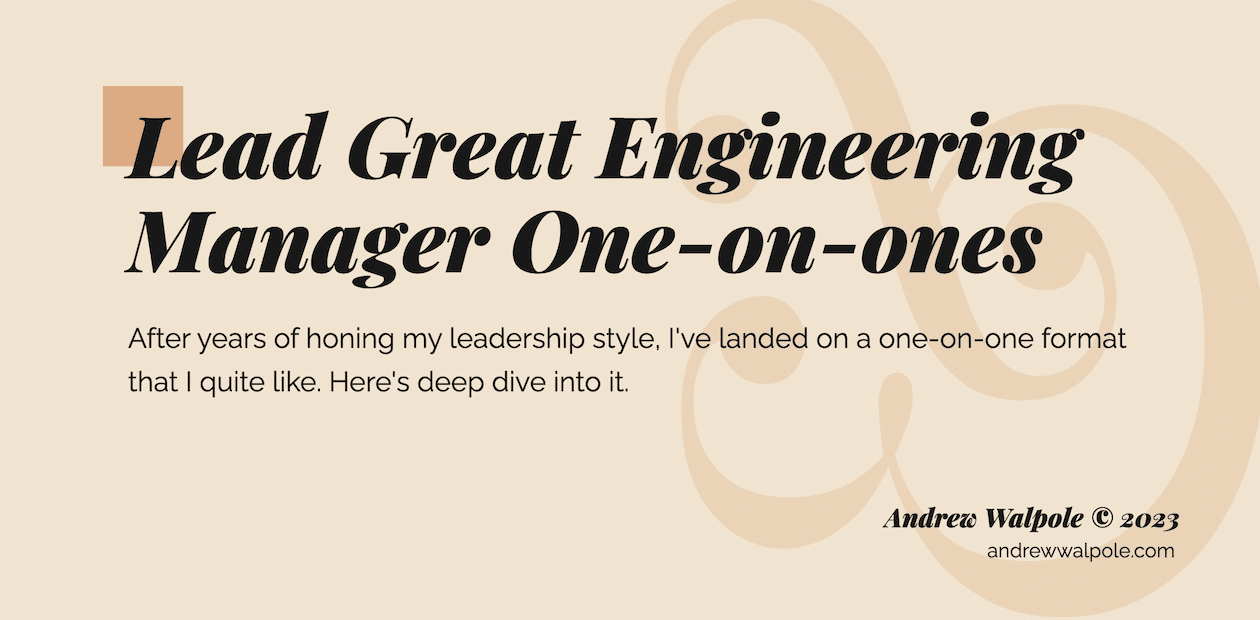 Lead Great Engineering
Manager One-on-ones
After years of honing my leadership style, I've landed on a one-on-one format
that I quite like. Here's deep dive into it.
Andrew Walpole © 2023
andrewwalpole.com